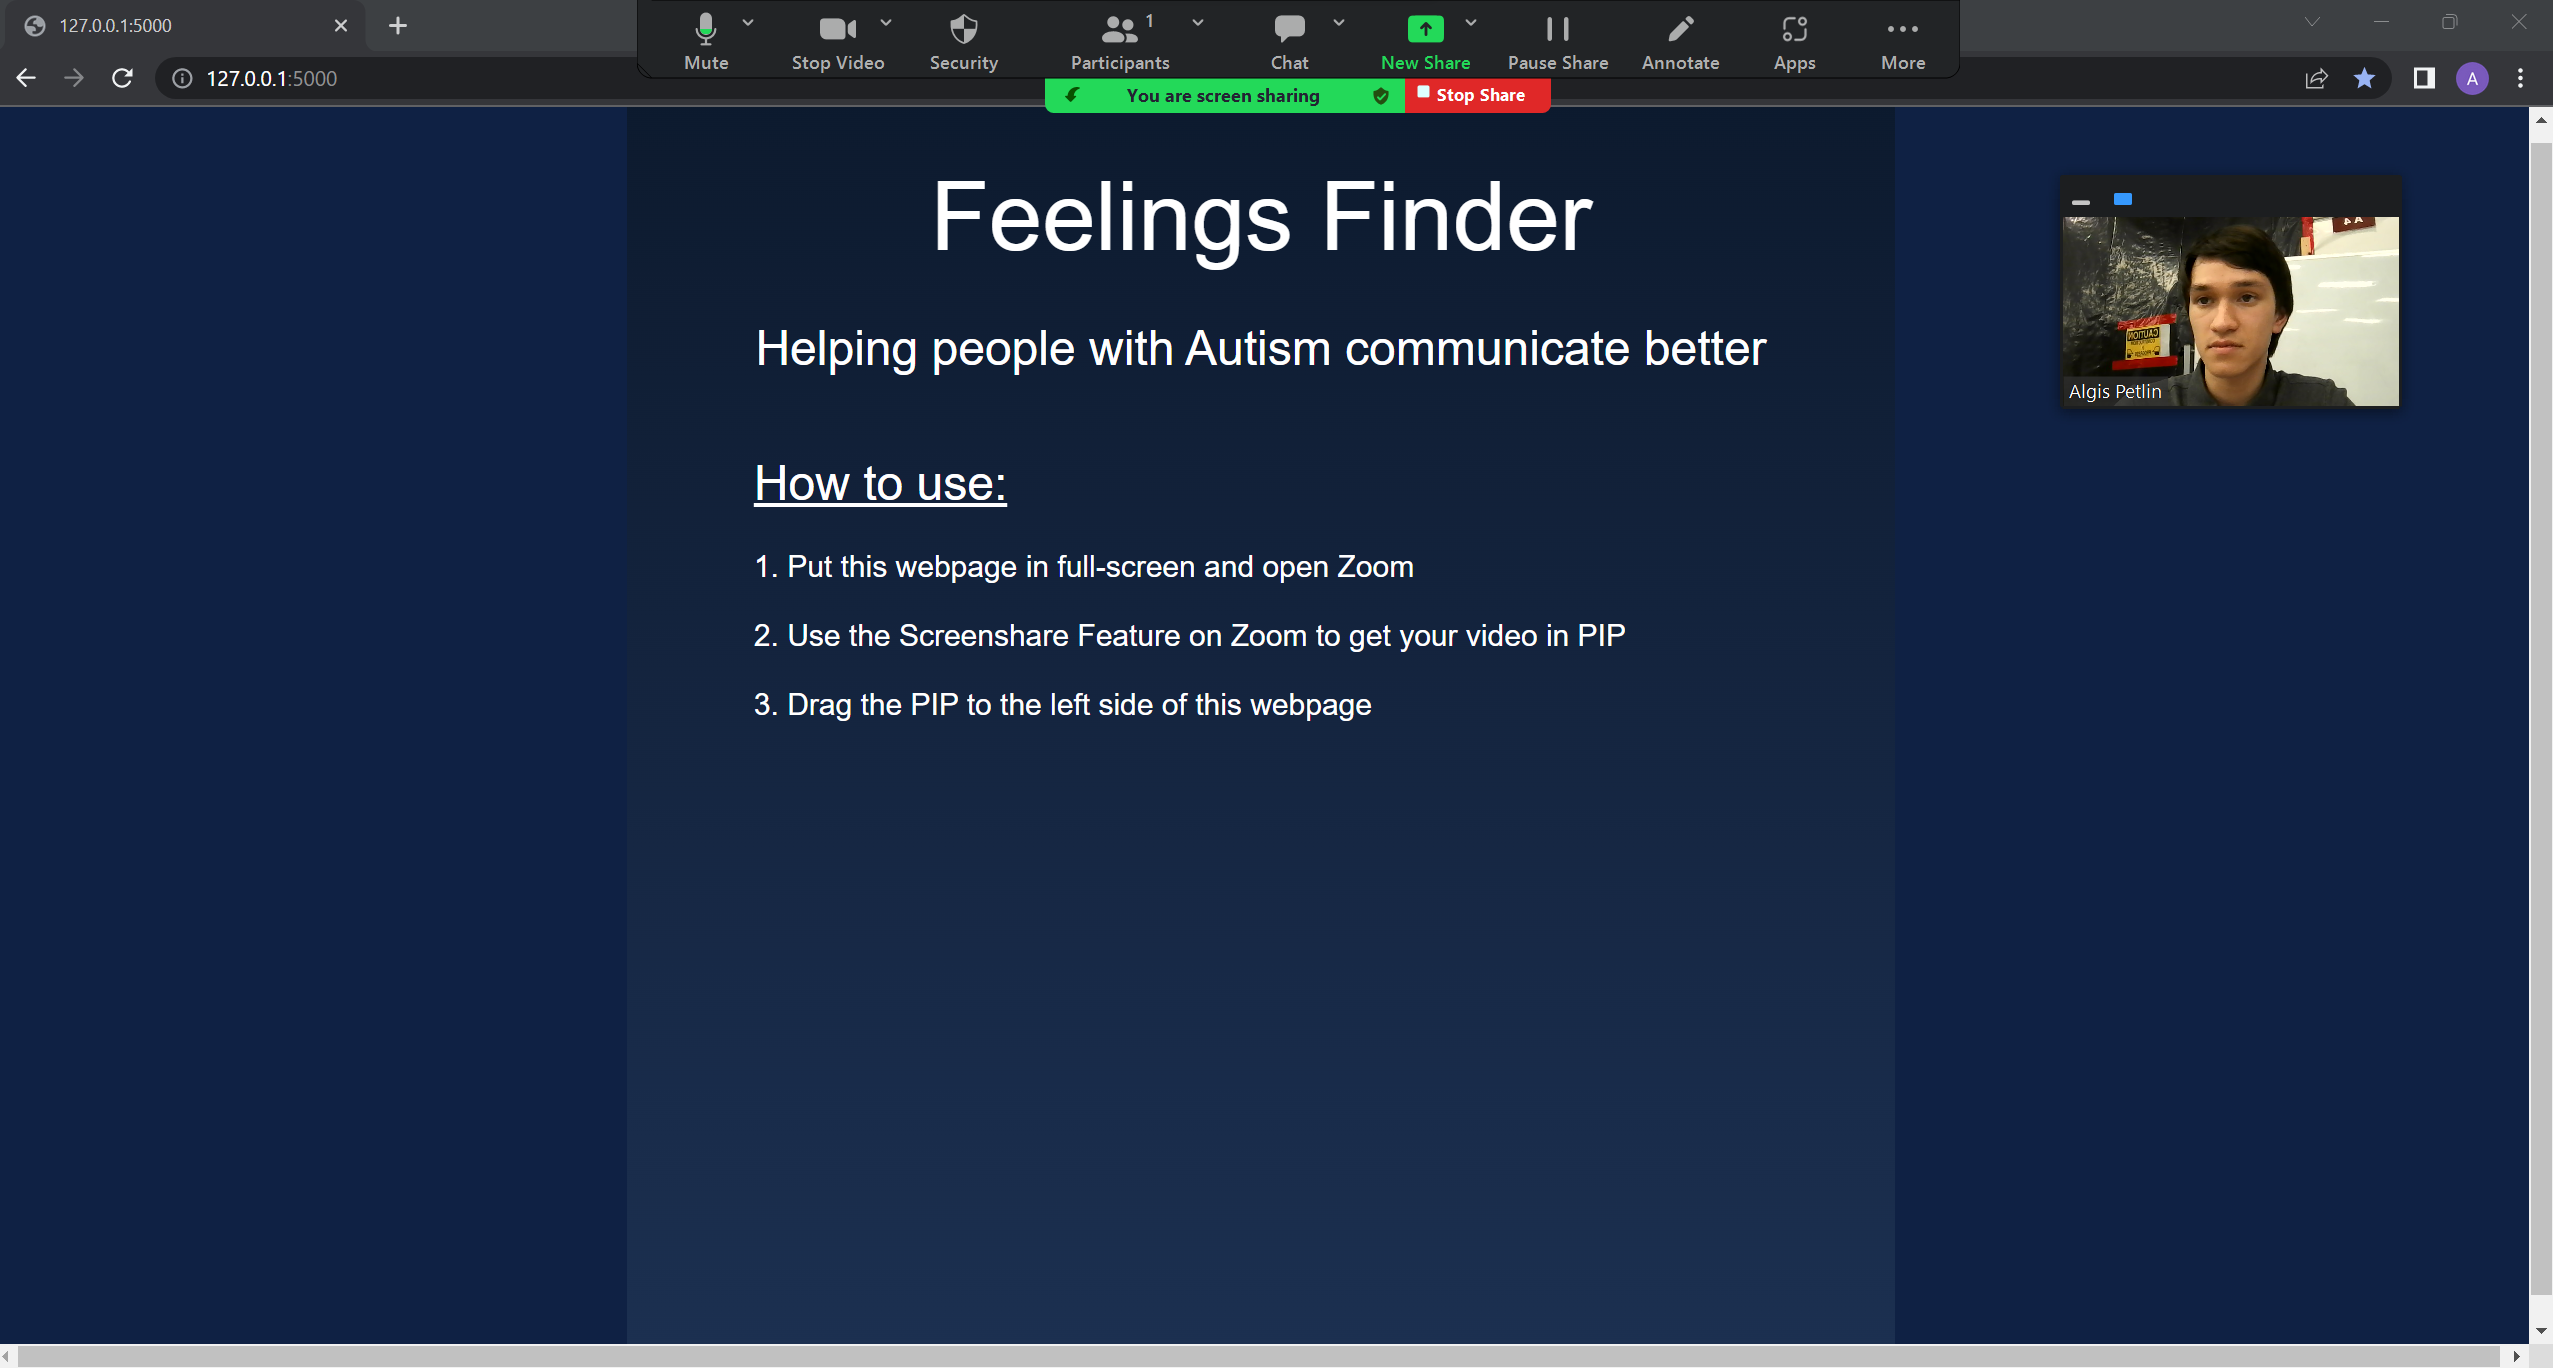 127.0.0.1:5000
Mute
Stop Video
Security
Participants
1
Chat
New Share
Pause Share
Annotate
Apps
More
127.0.0.1:5000
A
You are screen sharing
Stop Share
Feelings Finder
Helping people with Autism communicate better
CAUTION
Algis Petlin
How to use:
1. Put this webpage in full-screen and open Zoom
2. Use the Screenshare Feature on Zoom to get your video in PIP
3. Drag the PIP to the left side of this webpage